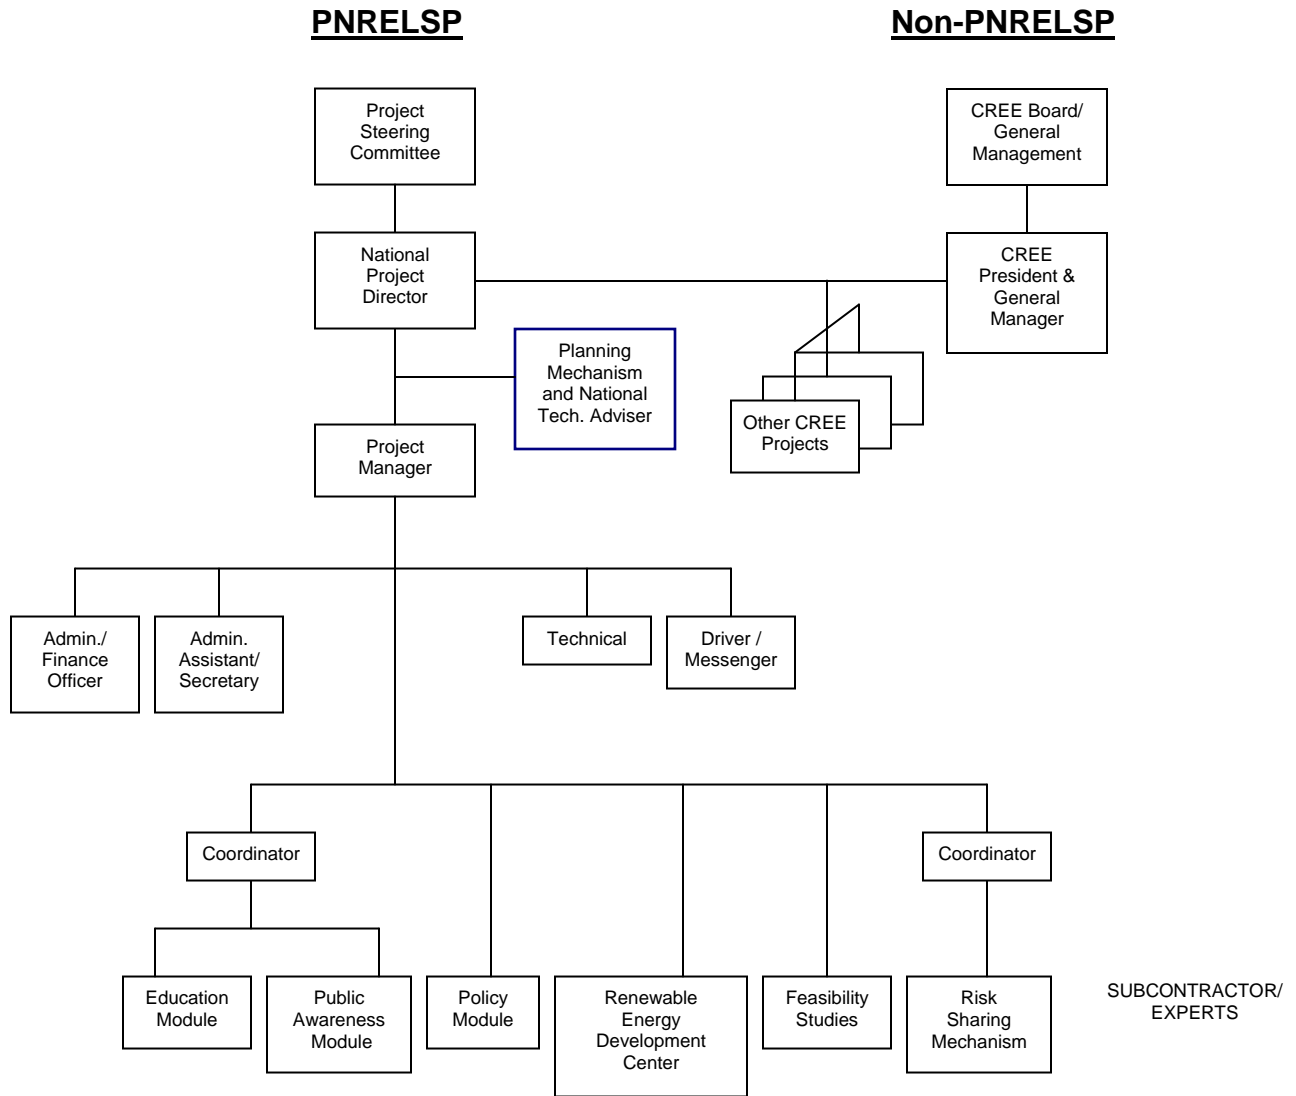 PNRELSP
Non-PNRELSP
Project
Steering
Committee
CREE Board/
General
Management
National
Project
Director
CREE
President &
General
Manager
Planning
Mechanism
and National
Tech. Adviser
Other CREE
Projects
Project
Manager
Admin./
Finance
Officer
Admin.
Assistant/
Secretary
Technical
Driver /
Messenger
Coordinator
Coordinator
Education
Module
Public
Awareness
Module
Policy
Module
Renewable
Energy
Development
Center
Feasibility
Studies
Risk
Sharing
Mechanism
SUBCONTRACTOR/
EXPERTS